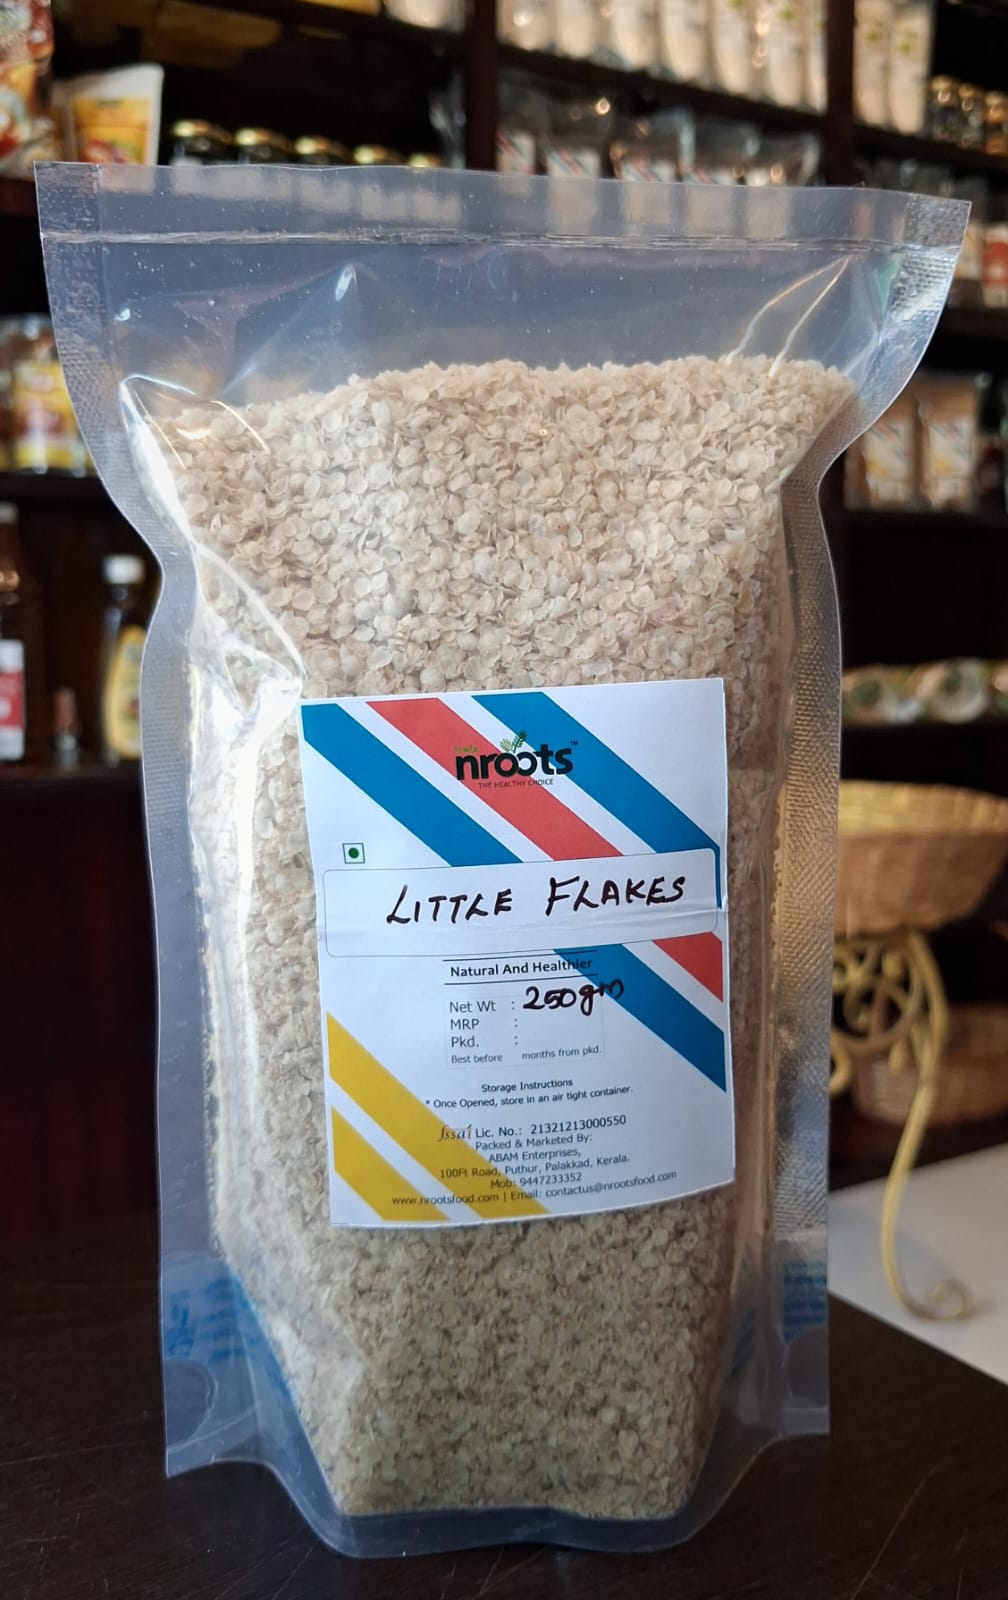 truly
nroots™
THE HEALTHY CHOICE
LITTLE FLAKES
Natural And Healthier
Net Wt : 250gm
MRP :
Pkd. :
Best before months from pkd.
Storage Instructions
* Once Opened, store in an air tight container.
fssai Lic. No.: 21321213000550
Packed & Marketed By:
ABAM Enterprises,
100Ft Road, Puthur, Palakkad, Kerala.
Mob: 9447233352
www.nrootsfood.com | Email: contactus@nrootsfood.com